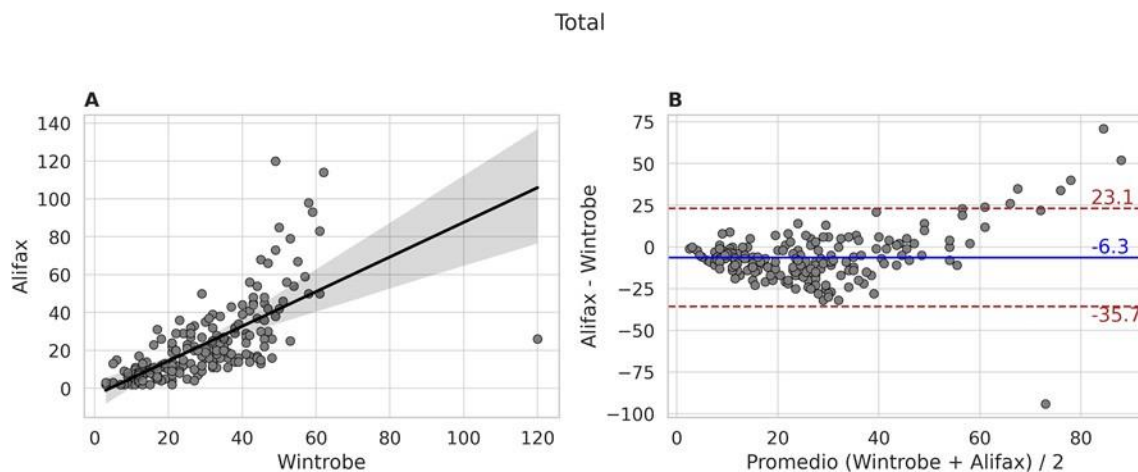 Total
A
Alifax
140
120
100
80
60
40
20
0
0 20 40 60 80 100 120
Wintrobe
B
Alifax - Wintrobe
75
50
25
0
−25
−50
−75
−100
23.1
-6.3
-35.7
0 20 40 60 80
Promedio (Wintrobe + Alifax) / 2